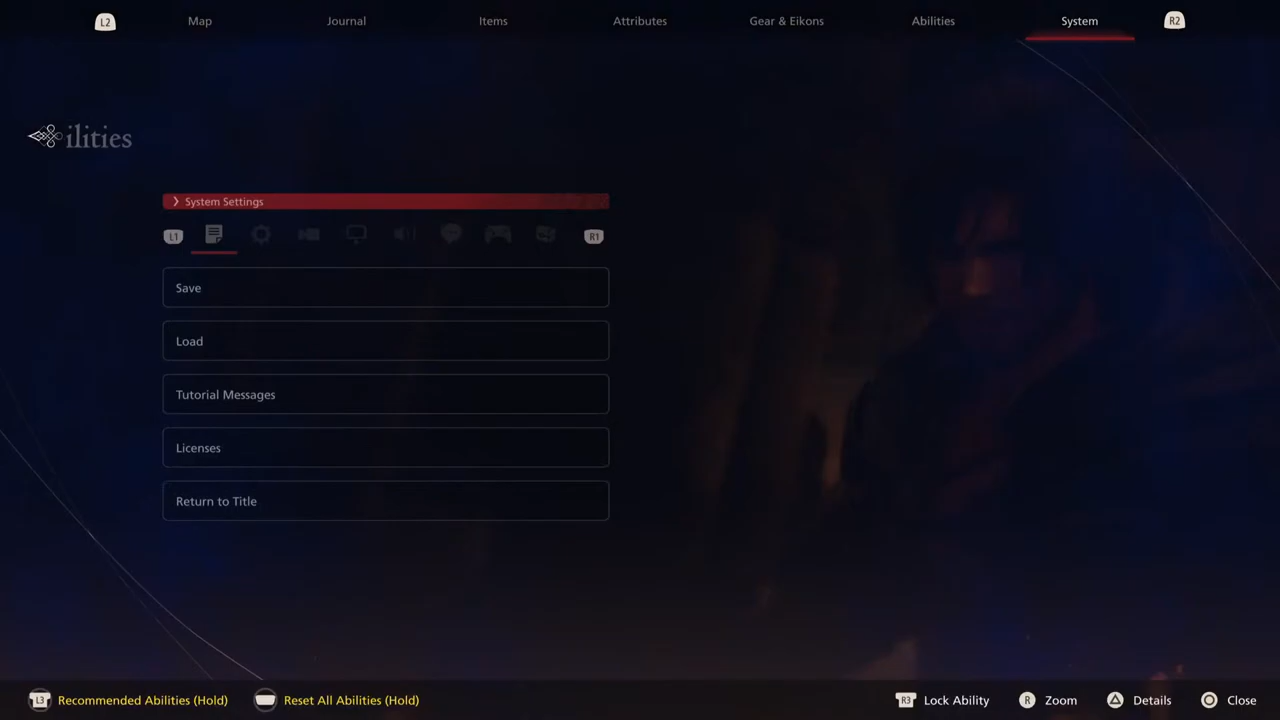 L2 Map Journal Items Attributes Gear & Eikons Abilities System R2
ilities
System Settings
L1 R1
Save
Load
Tutorial Messages
Licenses
Return to Title
L3 Recommended Abilities (Hold) Reset All Abilities (Hold) R3 Lock Ability R Zoom Details Close